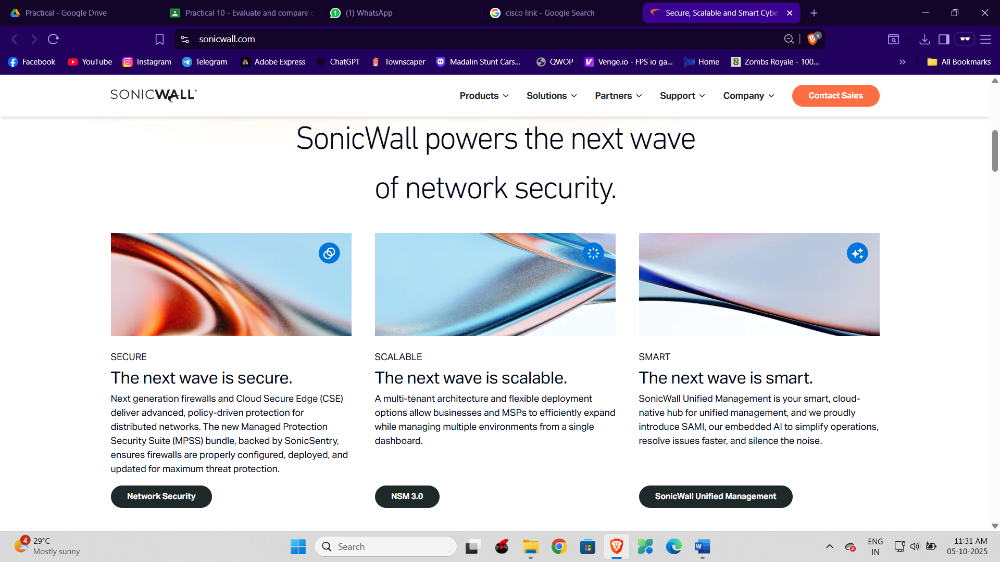 Practical - Google Drive
Practical 10 - Evaluate and compare
(1) WhatsApp
cisco link - Google Search
Secure, Scalable and Smart Cybe
sonicwall.com
6
Facebook
YouTube
Instagram
Telegram
Adobe Express
ChatGPT
Townscaper
Madalin Stunt Cars...
QWOP
Venge.io - FPS io ga...
Home
Zombs Royale - 100...
All Bookmarks
SONICWALL
Products
Solutions
Partners
Support
Company
Contact Sales
SonicWall powers the next wave
of network security.
SECURE
The next wave is secure.
Next generation firewalls and Cloud Secure Edge (CSE)
deliver advanced, policy-driven protection for
distributed networks. The new Managed Protection
Security Suite (MPSS) bundle, backed by SonicSentry,
ensures firewalls are properly configured, deployed, and
updated for maximum threat protection.
Network Security
SCALABLE
The next wave is scalable.
A multi-tenant architecture and flexible deployment
options allow businesses and MSPs to efficiently expand
while managing multiple environments from a single
dashboard.
NSM 3.0
SMART
The next wave is smart.
SonicWall Unified Management is your smart, cloud-
native hub for unified management, and we proudly
introduce SAMI, our embedded AI to simplify operations,
resolve issues faster, and silence the noise.
SonicWall Unified Management
4
29°C
Mostly sunny
Search
ENG
IN
11:31 AM
05-10-2025